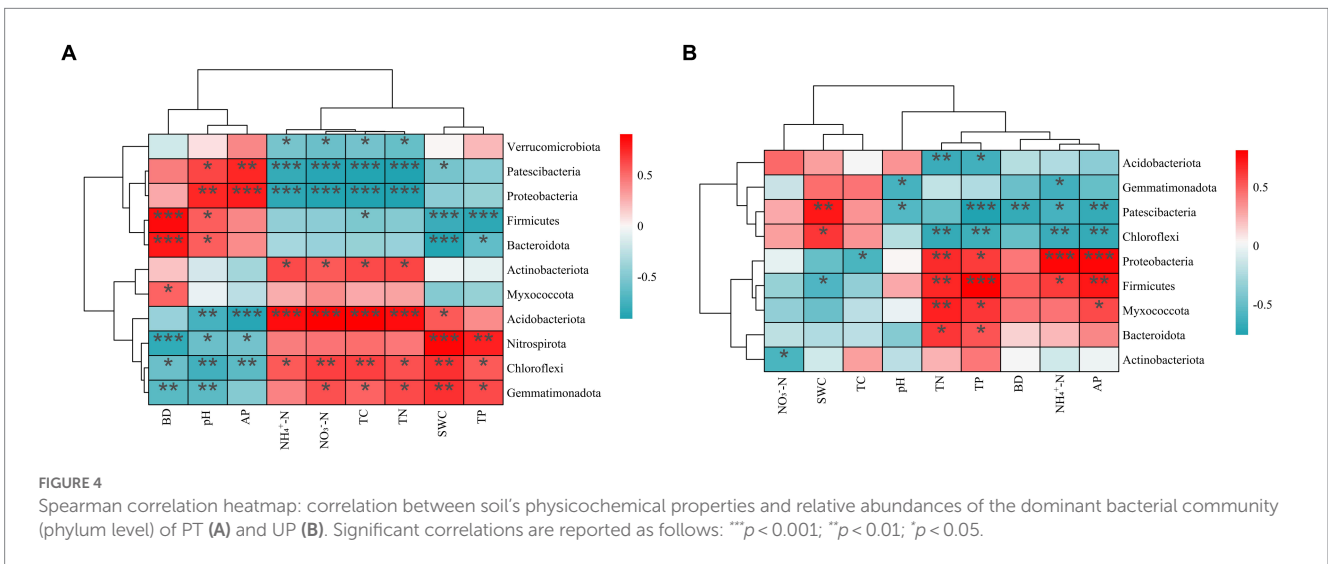 A
B
*
*
*
*
Verrucomicrobiota
*
**
***
***
***
***
*
Patescibacteria
**
***
***
***
***
***
Proteobacteria
***
*
*
***
***
Firmicutes
***
*
***
*
Bacteroidota
*
*
*
*
Actinobacteriota
*
Myxococcota
**
***
***
***
***
***
*
Acidobacteriota
***
*
*
***
**
Nitrospirota
*
**
**
*
**
**
*
**
*
Chloroflexi
**
**
*
*
*
**
*
Gemmatimonadota
BD
pH
AP
NH₄⁺-N
NO₃⁻-N
TC
TN
SWC
TP
0.5
0
-0.5
**
*
Acidobacteriota
*
*
Gemmatimonadota
**
*
***
**
*
**
Patescibacteria
*
**
**
**
**
Chloroflexi
*
**
*
***
***
Proteobacteria
*
**
***
*
**
Firmicutes
**
*
*
Myxococcota
*
*
Bacteroidota
*
Actinobacteriota
NO₃⁻-N
SWC
TC
pH
TN
TP
BD
NH₄⁺-N
AP
0.5
0
-0.5
FIGURE 4
Spearman correlation heatmap: correlation between soil's physicochemical properties and relative abundances of the dominant bacterial community
(phylum level) of PT (A) and UP (B). Significant correlations are reported as follows: ***p < 0.001; **p < 0.01; *p < 0.05.